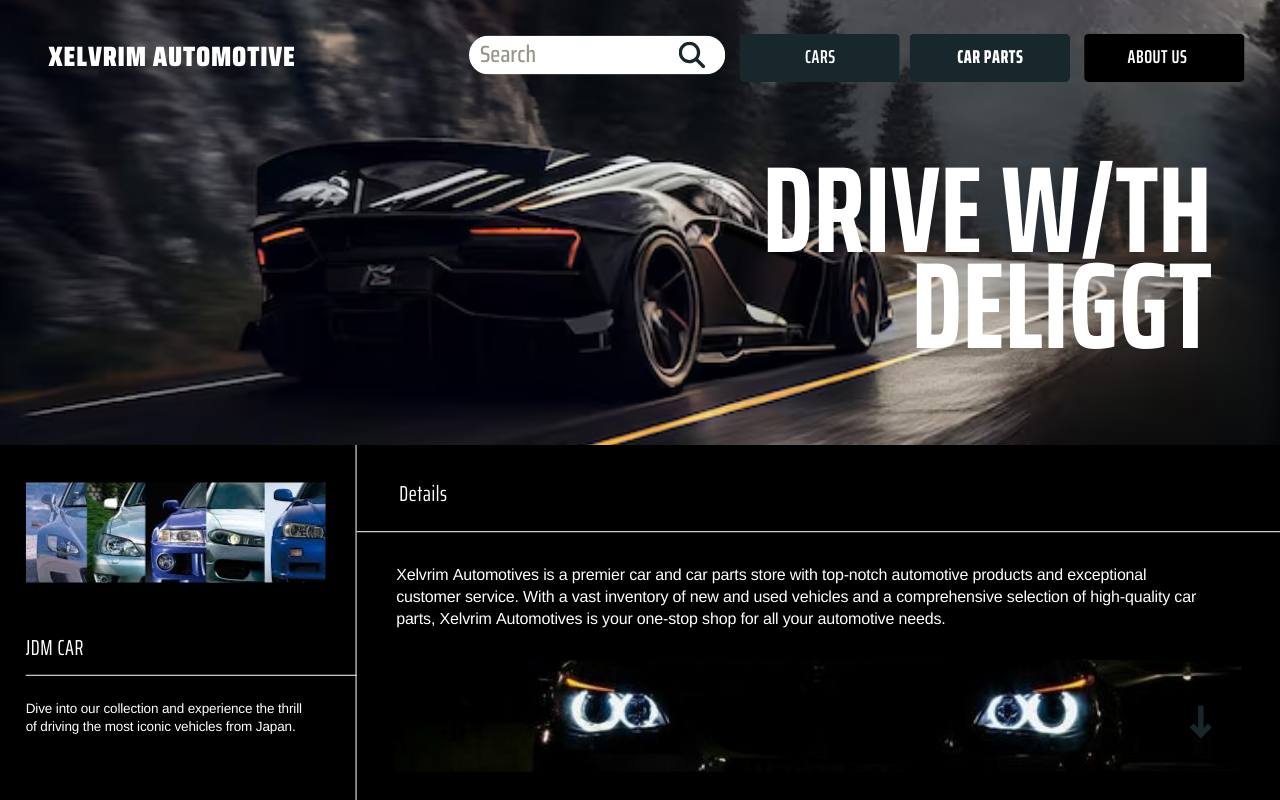 XELVRIM AUTOMOTIVE
Search
CARS
CAR PARTS
ABOUT US
DRIVE W/TH
DELIGGT
JDM CAR
Dive into our collection and experience the thrill
of driving the most iconic vehicles from Japan.
Details
Xelvrim Automotives is a premier car and car parts store with top-notch automotive products and exceptional
customer service. With a vast inventory of new and used vehicles and a comprehensive selection of high-quality car
parts, Xelvrim Automotives is your one-stop shop for all your automotive needs.